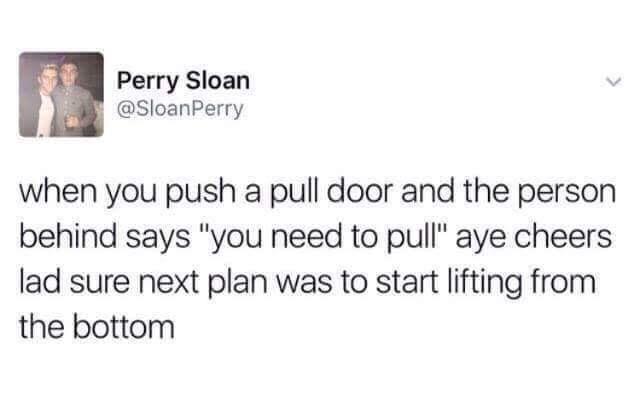 Perry Sloan
@SloanPerry
when you push a pull door and the person
behind says "you need to pull" aye cheers
lad sure next plan was to start lifting from
the bottom